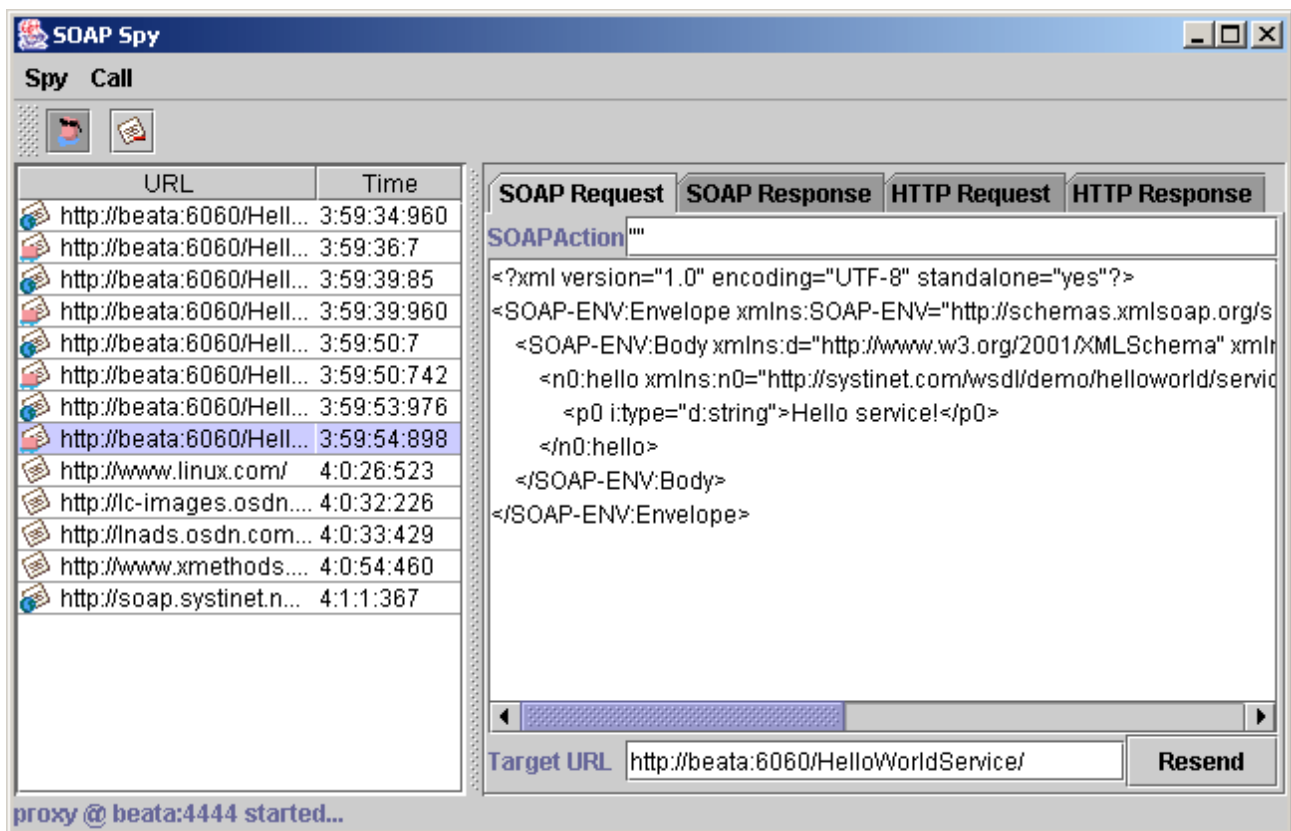 SOAP Spy
Spy Call
URL Time
http://beata:6060/Hell... 3:59:34:960
http://beata:6060/Hell... 3:59:36:7
http://beata:6060/Hell... 3:59:39:85
http://beata:6060/Hell... 3:59:39:960
http://beata:6060/Hell... 3:59:50:7
http://beata:6060/Hell... 3:59:50:742
http://beata:6060/Hell... 3:59:53:976
http://beata:6060/Hell... 3:59:54:898
http://www.linux.com/ 4:0:26:523
http://lc-images.osdn.... 4:0:32:226
http://lnads.osdn.com... 4:0:33:429
http://www.xmethods.... 4:0:54:460
http://soap.systinet.n... 4:1:1:367
SOAP Request SOAP Response HTTP Request HTTP Response
SOAPAction ""
<?xml version="1.0" encoding="UTF-8" standalone="yes"?>
<SOAP-ENV:Envelope xmlns:SOAP-ENV="http://schemas.xmlsoap.org/s
<SOAP-ENV:Body xmlns:d="http://www.w3.org/2001/XMLSchema" xmlr
<n0:hello xmlns:n0="http://systinet.com/wsdl/demo/helloworld/servic
<p0 i:type="d:string">Hello service!</p0>
</n0:hello>
</SOAP-ENV:Body>
</SOAP-ENV:Envelope>
Target URL http://beata:6060/HelloWorldService/ Resend
proxy @ beata:4444 started...